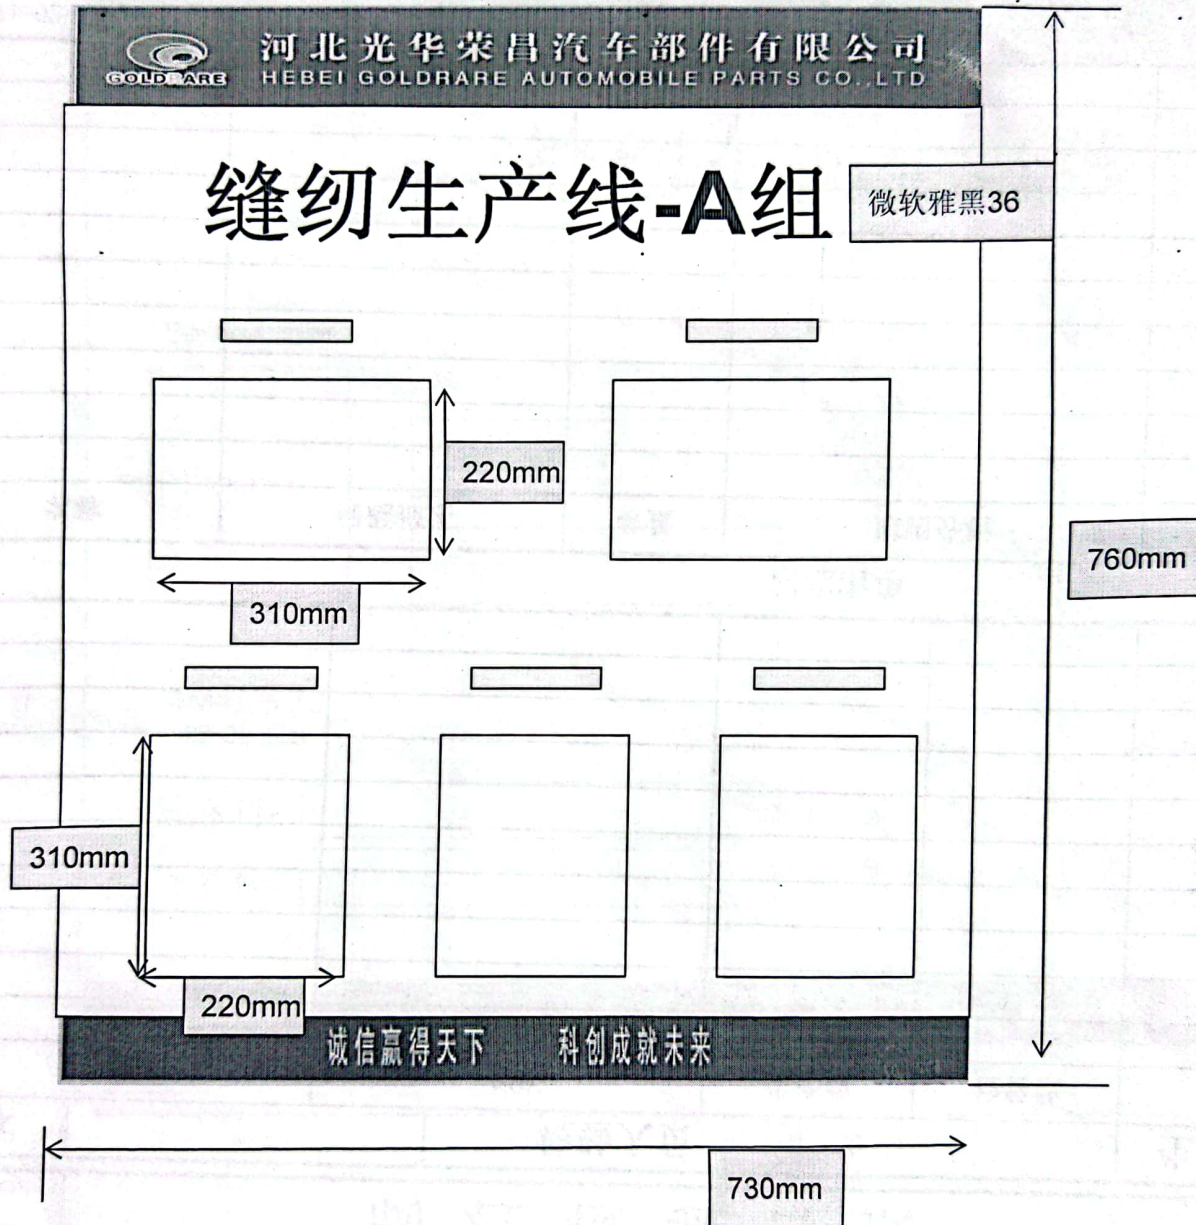 GOLDRARE
河北光华荣昌汽车部件有限公司
HEBEI GOLDRARE AUTOMOBILE PARTS CO.,LTD
缝纫生产线-A组
微软雅黑36
220mm
760mm
310mm
310mm
220mm
诚信赢得天下 科创成就未来
730mm